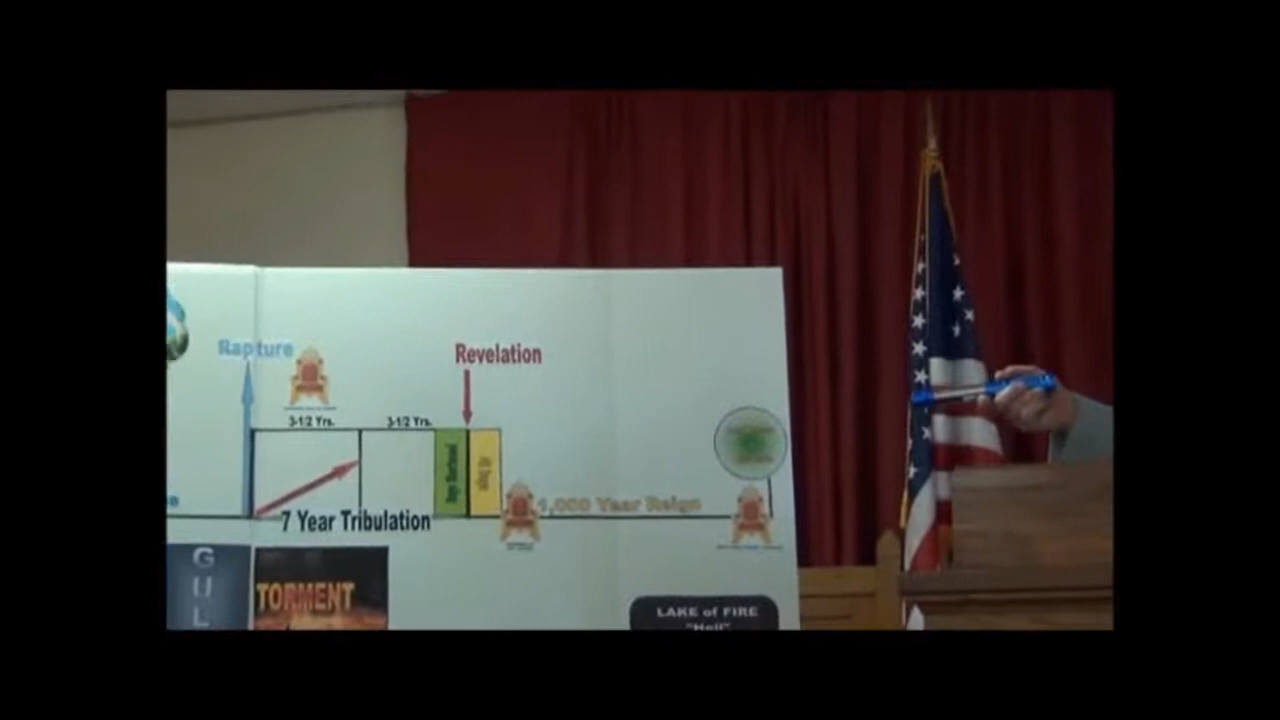 Rapture
Revelation
3-1/2 Yrs.
3-1/2 Yrs.
1,000 Year Reign
7 Year Tribulation
G
U
L
TORMENT
LAKE of FIRE
"Hell"